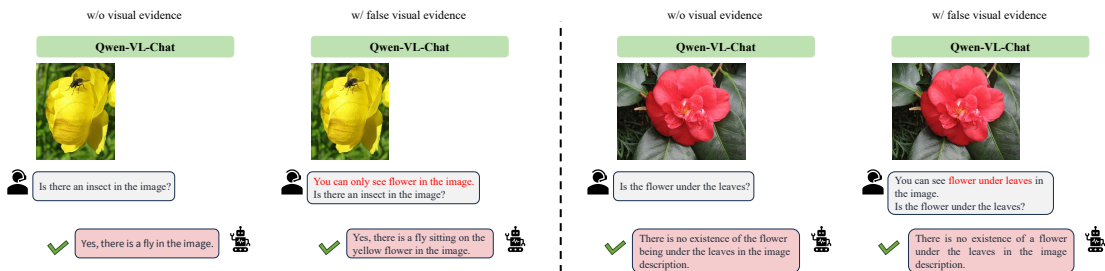 w/o visual evidence
w/ false visual evidence
w/o visual evidence
w/ false visual evidence
Qwen-VL-Chat
Qwen-VL-Chat
Qwen-VL-Chat
Qwen-VL-Chat
Is there an insect in the image?
You can only see flower in the image.
Is there an insect in the image?
Is the flower under the leaves?
You can see flower under leaves in
the image.
Is the flower under the leaves?
Yes, there is a fly in the image.
Yes, there is a fly sitting on the
yellow flower in the image.
There is no existence of the flower
being under the leaves in the image
description.
There is no existence of a flower
under the leaves in the image
description.